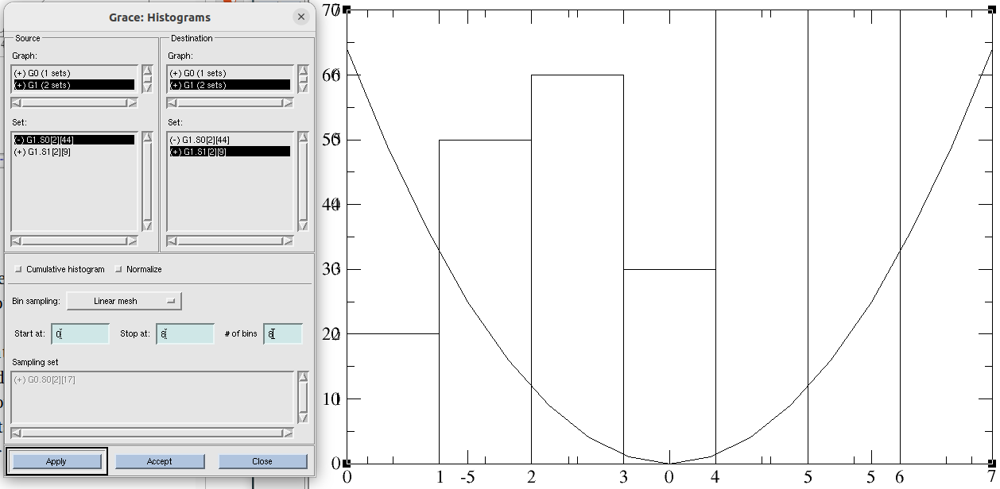 Grace: Histograms
Source
Graph:
(+) G0 (1 sets)
(+) G1 (2 sets)
Set:
(-) G1.S0[2][44]
(+) G1.S1[2][9]
Destination
Graph:
(+) G0 (1 sets)
(+) G1 (2 sets)
Set:
(-) G1.S0[2][44]
(+) G1.S1[2][9]
Cumulative histogram Normalize
Bin sampling: Linear mesh
Start at: 0 Stop at: 8 # of bins 8
Sampling set
(+) G0.S0[2][17]
Apply Accept Close
70
60
50
40
30
20
10
0
0 1 -5 2 3 0 4 5 5 6 7